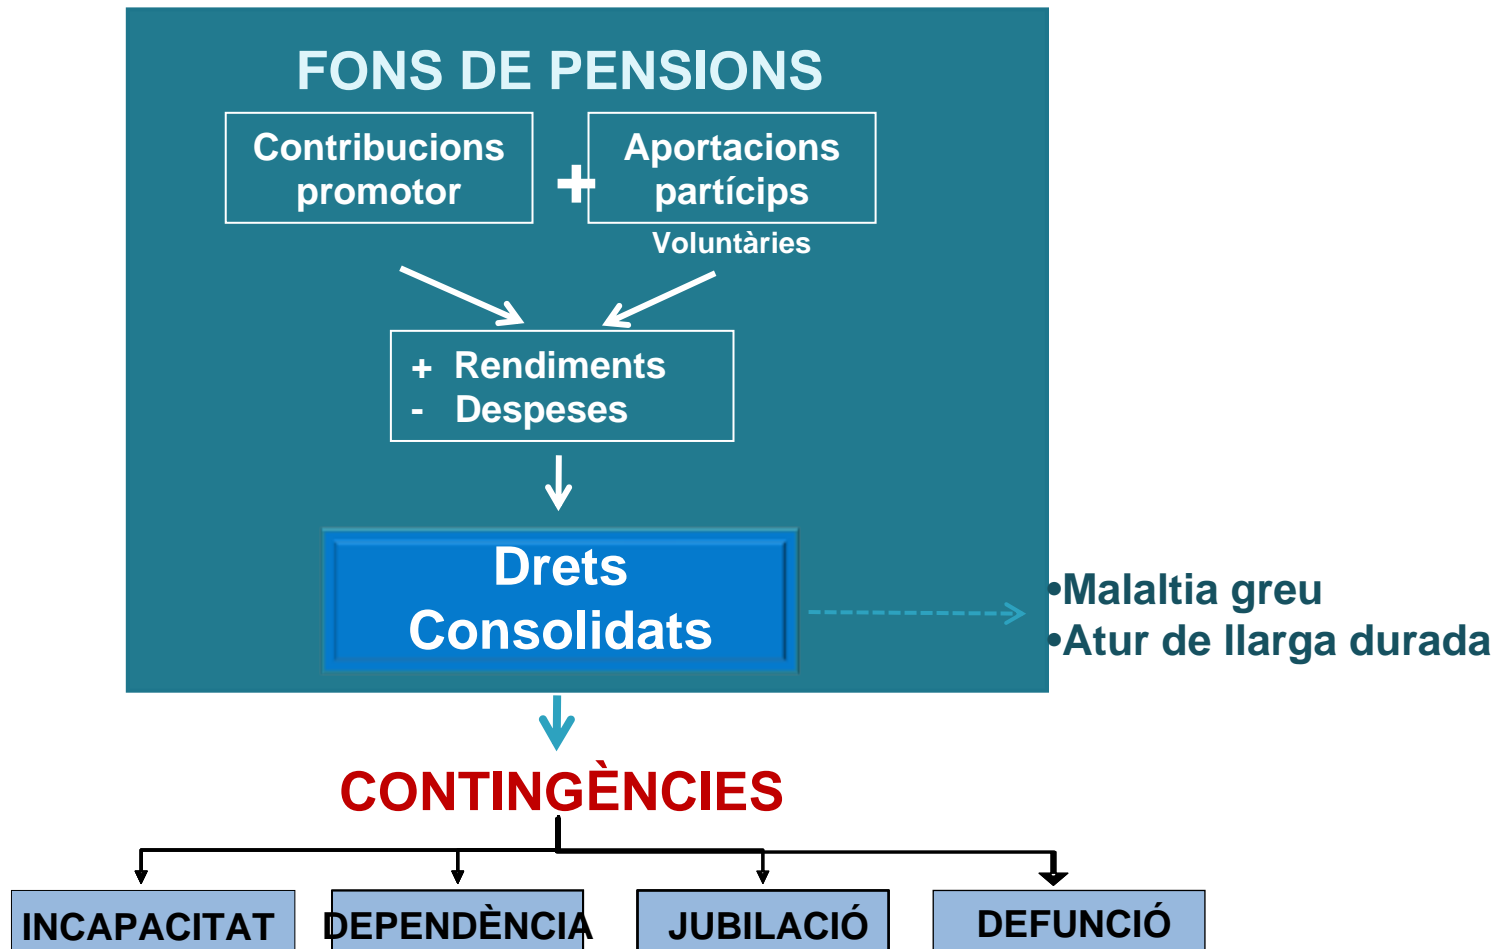 FONS DE PENSIONS
Contribucions
promotor
+
Aportacions
partícips
Voluntàries
+ Rendiments
- Despeses
Drets
Consolidats
•Malaltia greu
•Atur de llarga durada
CONTINGÈNCIES
INCAPACITAT
DEPENDÈNCIA
JUBILACIÓ
DEFUNCIÓ